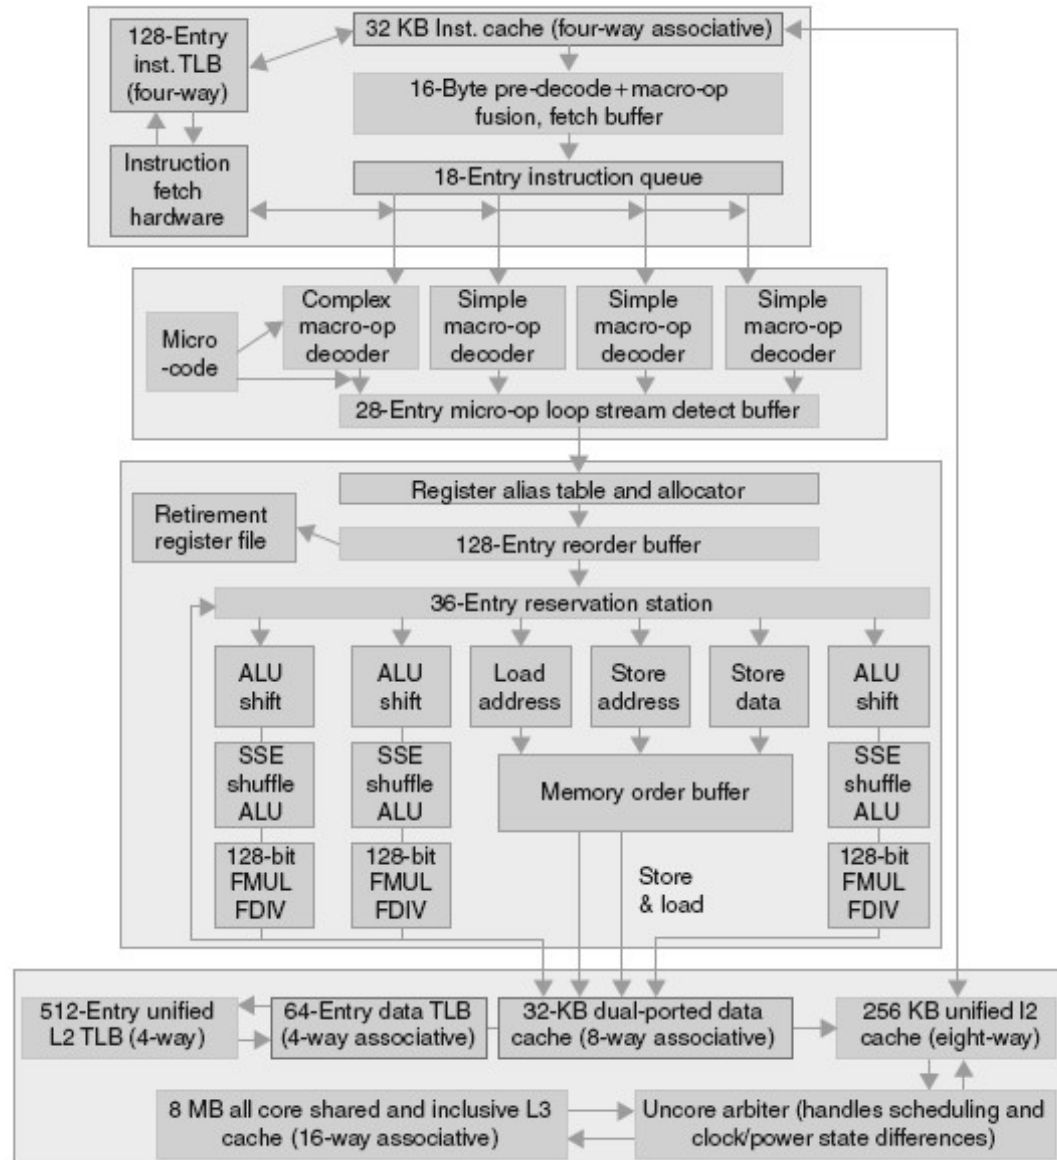 128-Entry
inst. TLB
(four-way)
32 KB Inst. cache (four-way associative)
16-Byte pre-decode+macro-op
fusion, fetch buffer
Instruction
fetch
hardware
18-Entry instruction queue
Micro
-code
Complex
macro-op
decoder
Simple
macro-op
decoder
Simple
macro-op
decoder
Simple
macro-op
decoder
28-Entry micro-op loop stream detect buffer
Register alias table and allocator
Retirement
register file
128-Entry reorder buffer
36-Entry reservation station
ALU
shift
ALU
shift
Load
address
Store
address
Store
data
ALU
shift
SSE
shuffle
ALU
SSE
shuffle
ALU
Memory order buffer
SSE
shuffle
ALU
128-bit
FMUL
FDIV
128-bit
FMUL
FDIV
Store
& load
128-bit
FMUL
FDIV
512-Entry unified
L2 TLB (4-way)
64-Entry data TLB
(4-way associative)
32-KB dual-ported data
cache (8-way associative)
256 KB unified l2
cache (eight-way)
8 MB all core shared and inclusive L3
cache (16-way associative)
Uncore arbiter (handles scheduling and
clock/power state differences)